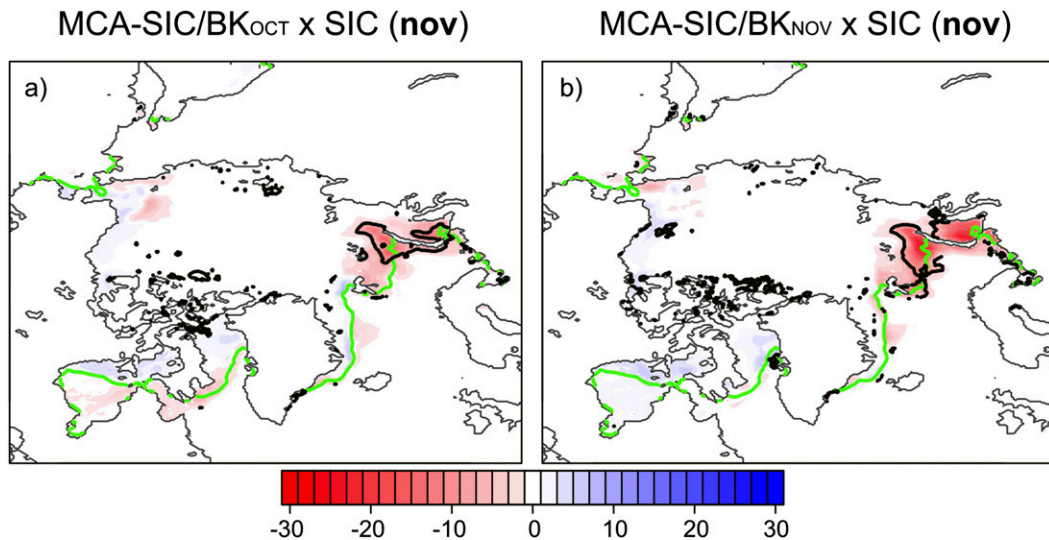 MCA-SIC/BKOCT x SIC (nov)
MCA-SIC/BKNOV x SIC (nov)
a)
b)
-30 -20 -10 0 10 20 30